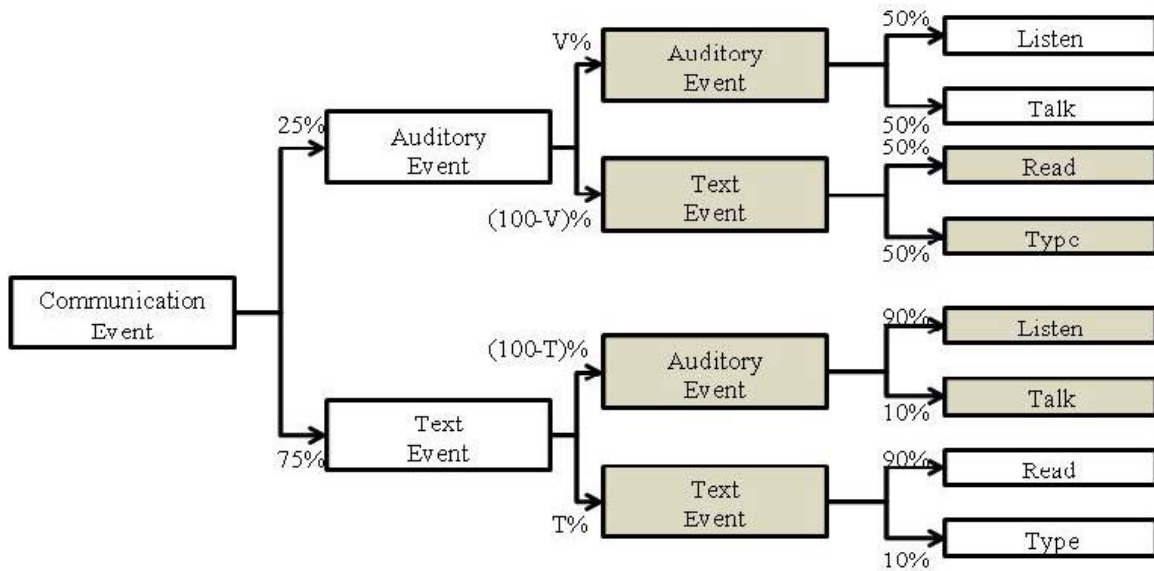 50%
Listen
V%
Auditory
Event
Talk
50%
25%
Auditory
Event
50%
Read
Text
Event
(100-V)%
Typc
50%
Communication
Event
90%
Listen
(100-T)%
Auditory
Event
Talk
10%
Text
Event
75%
90%
Read
Text
Event
T%
Type
10%